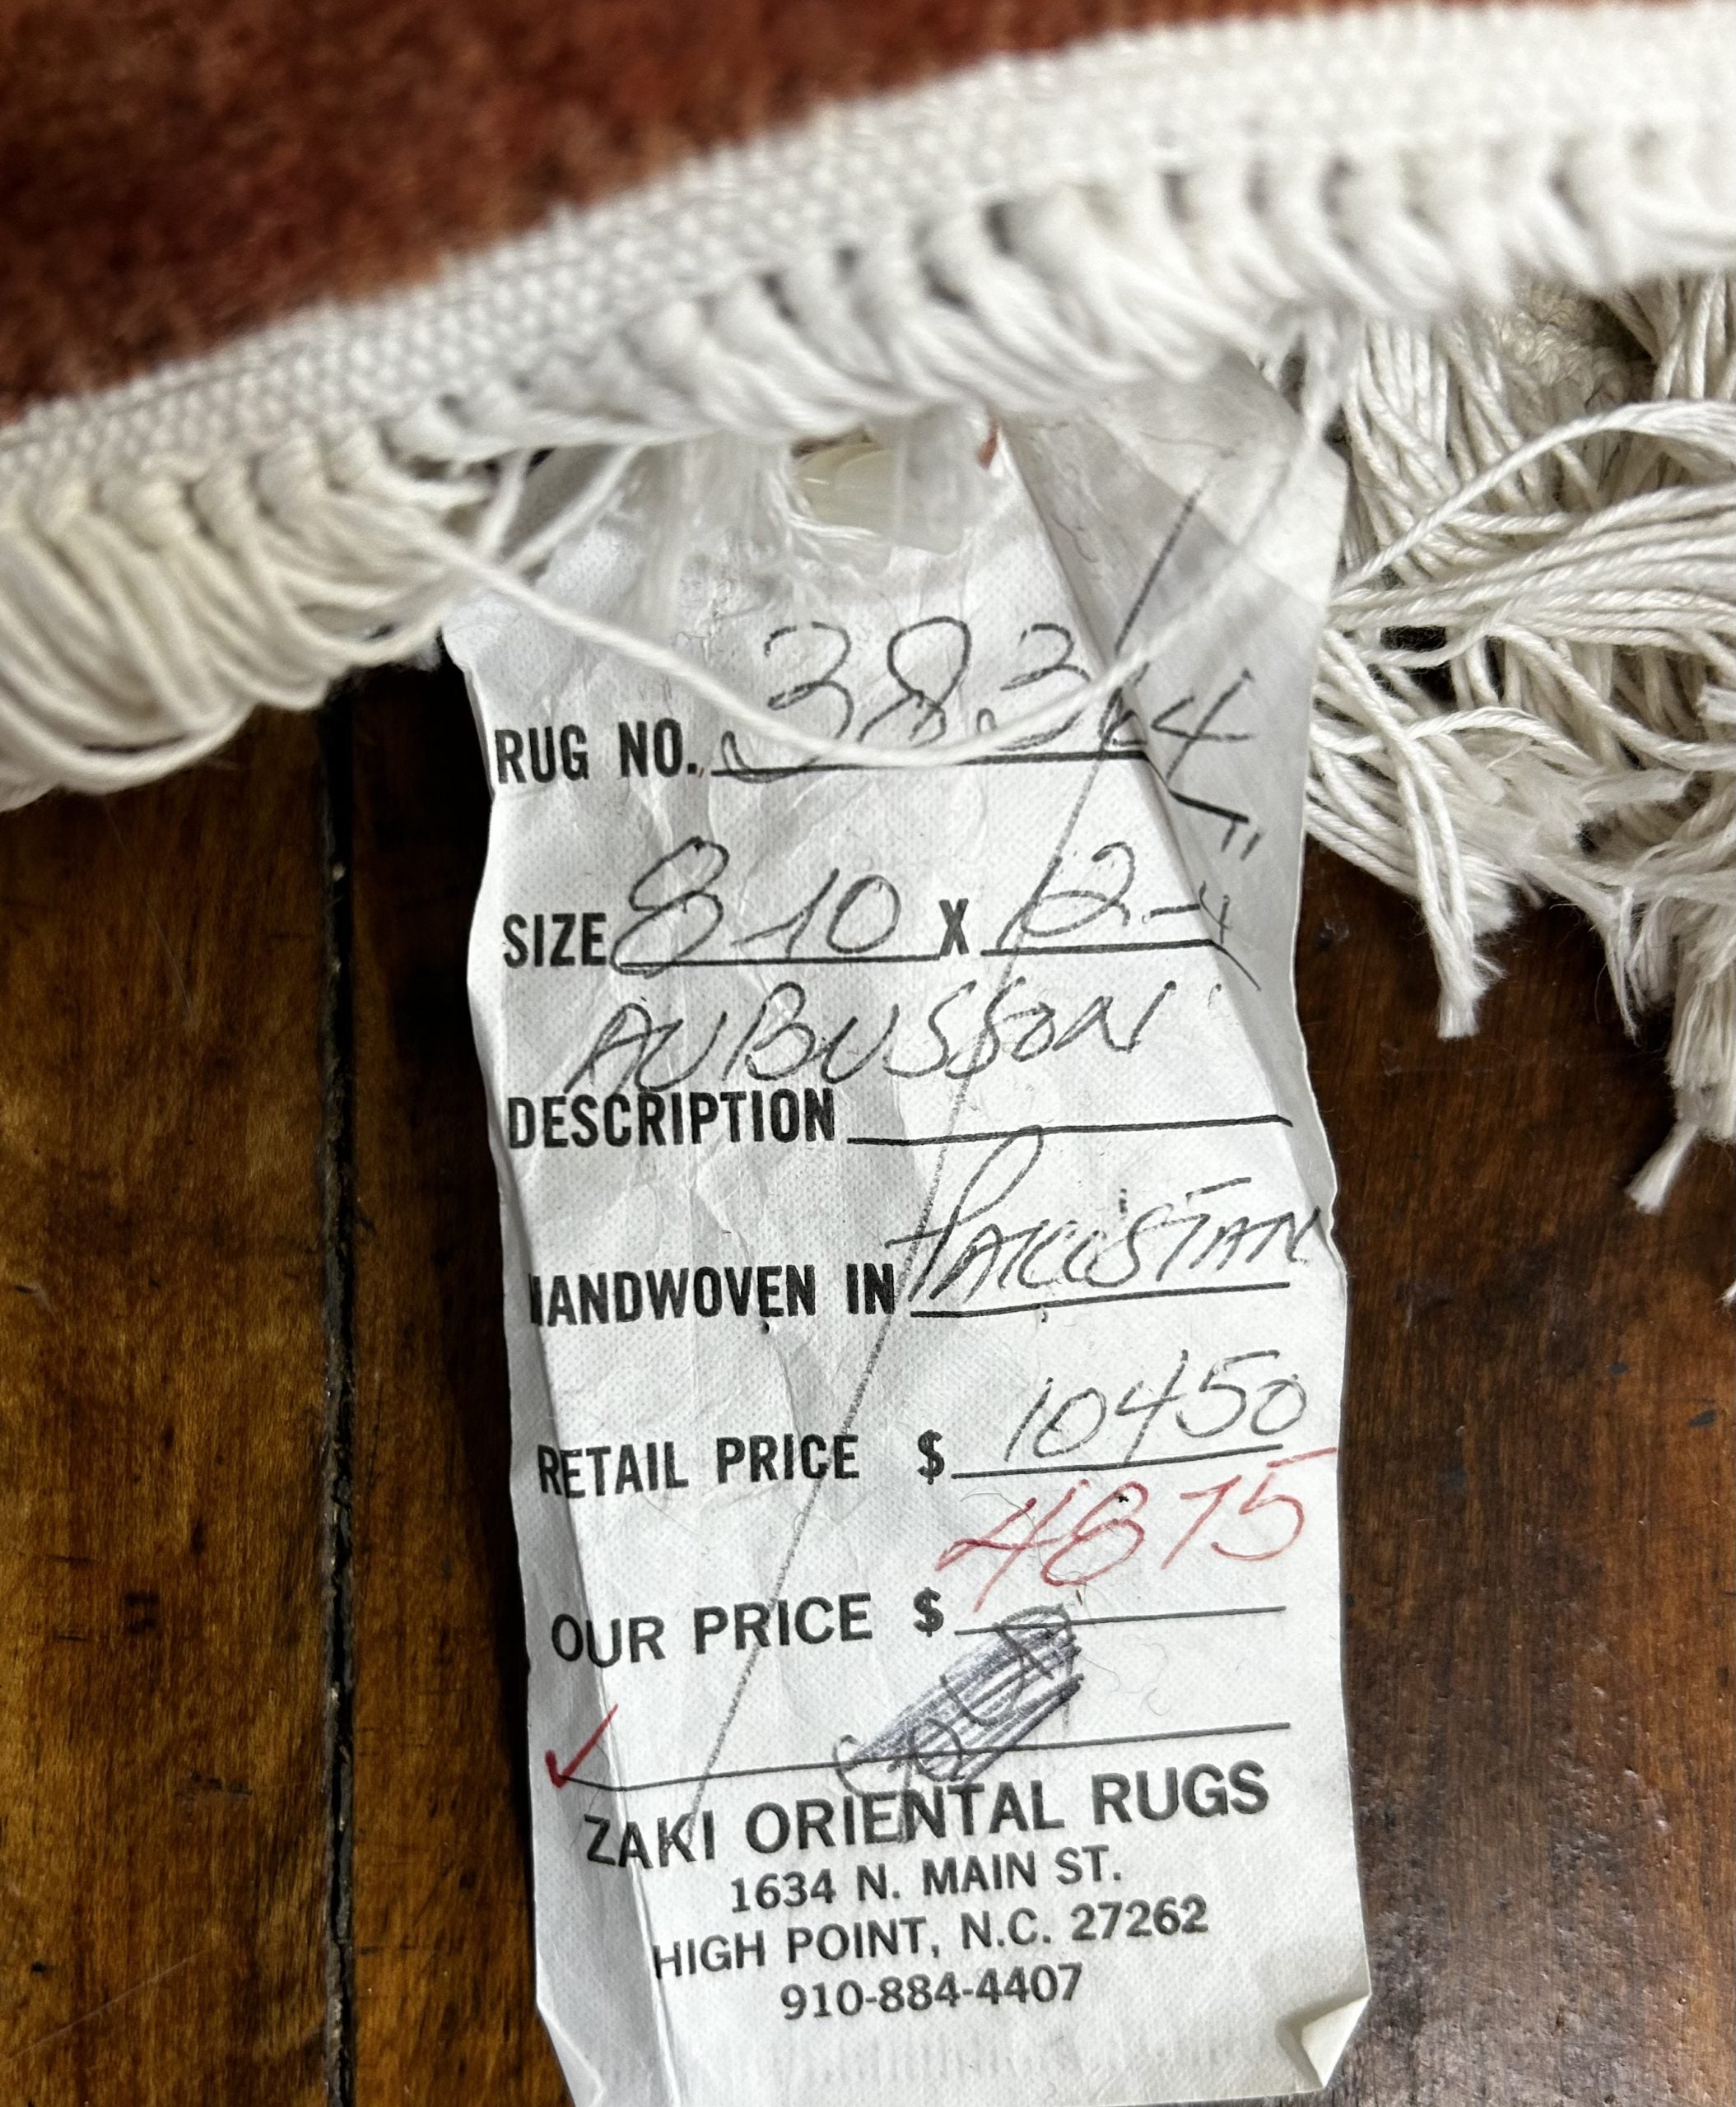 RUG NO. 38344
SIZE 8-10 X 12-4"
AUBUSSON
DESCRIPTION
HANDWOVEN IN PAKISTAN
RETAIL PRICE $ 10450
4875
OUR PRICE $
ZAKI ORIENTAL RUGS
1634 N. MAIN ST.
HIGH POINT, N.C. 27262
910-884-4407